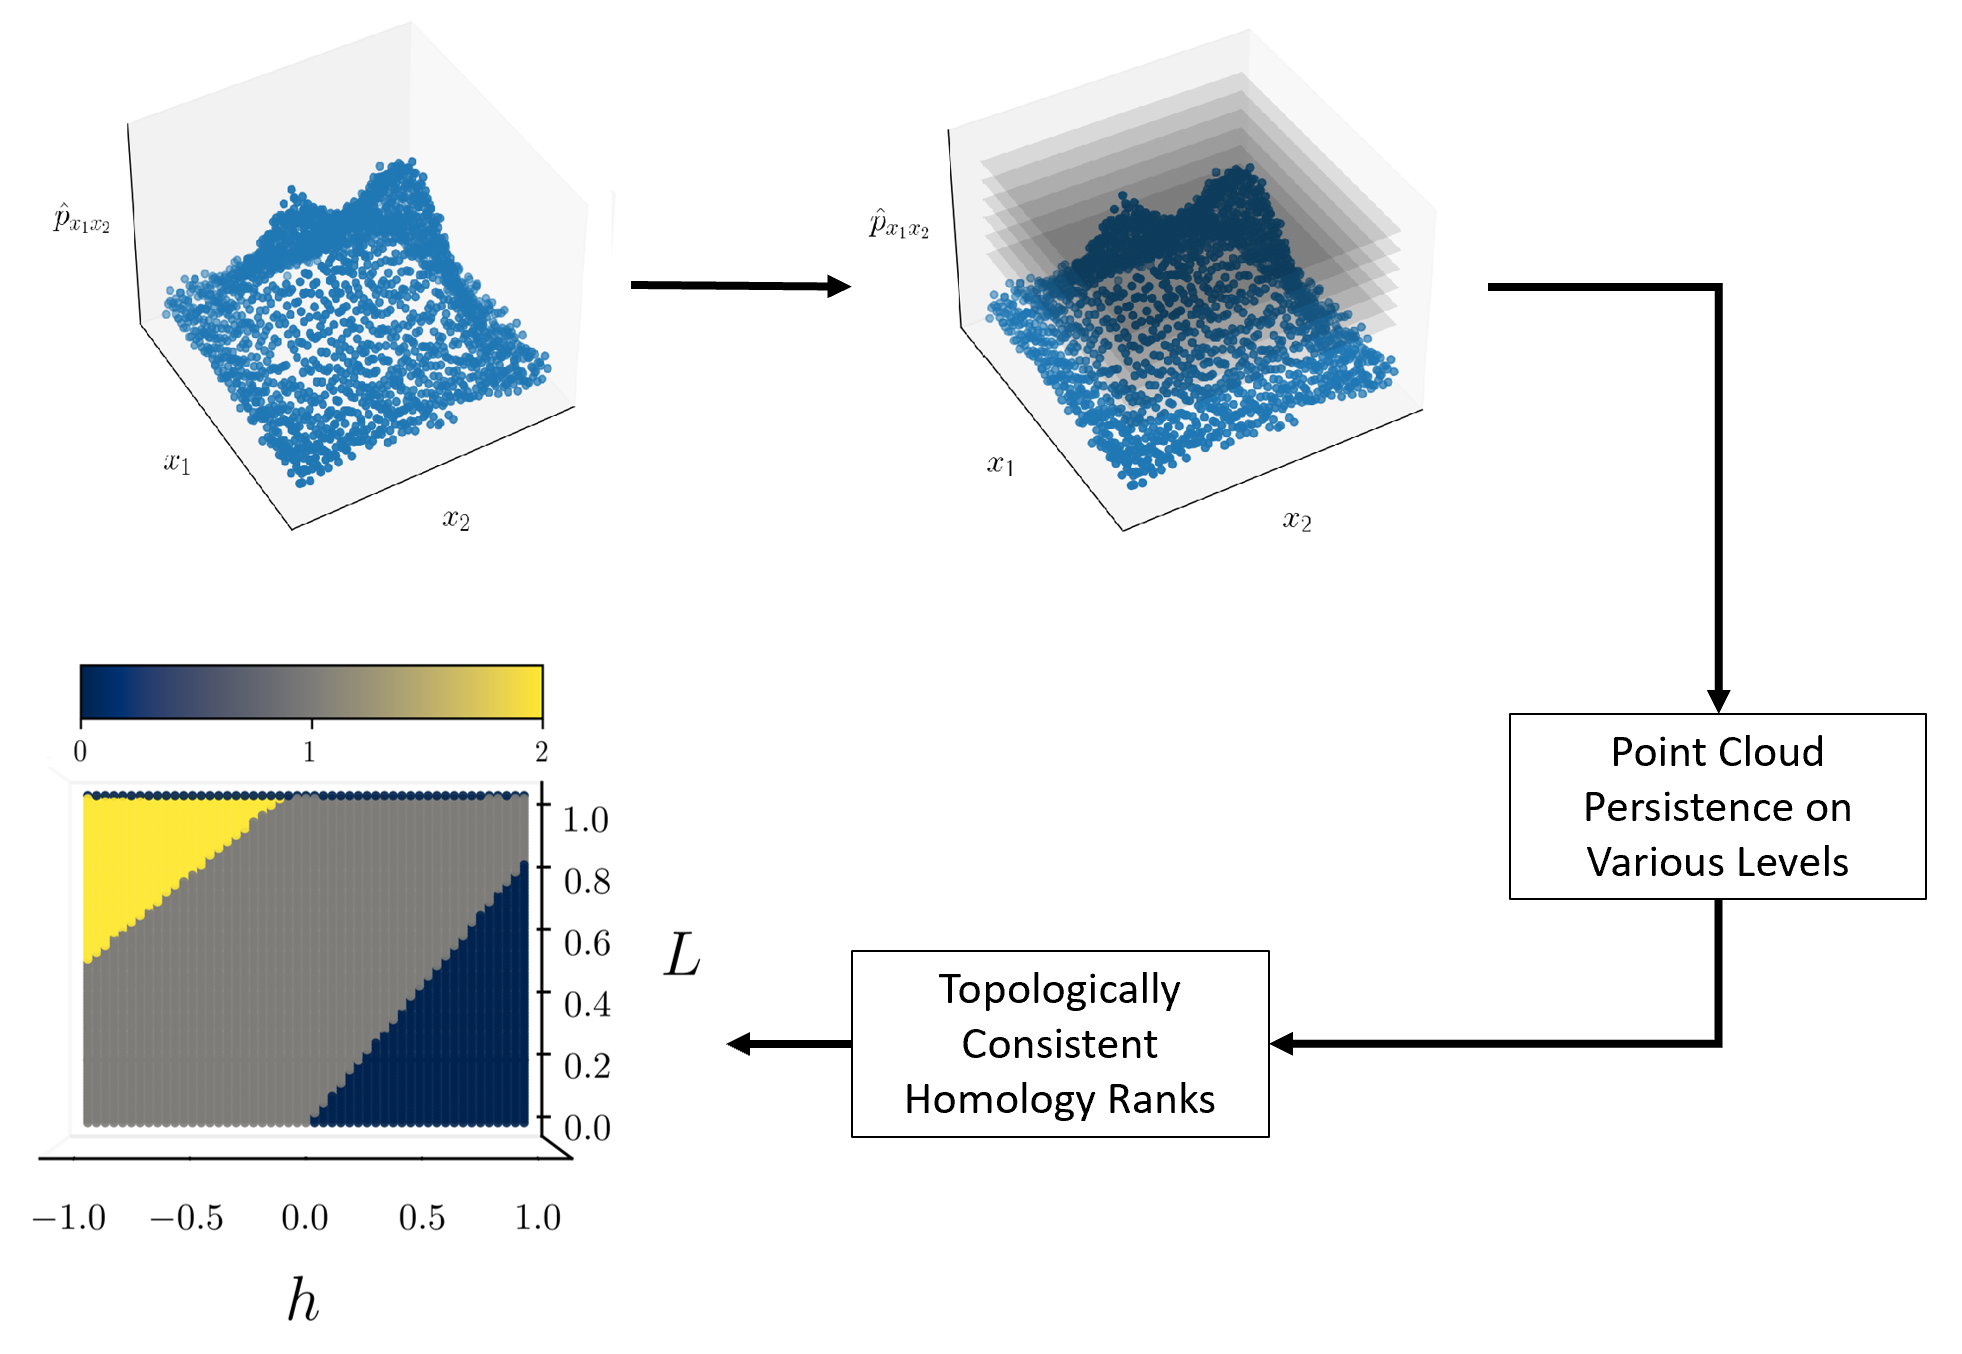 p̂ₓ₁ₓ₂
x₁
x₂
p̂ₓ₁ₓ₂
x₁
x₂
Point Cloud
Persistence on
Various Levels
Topologically
Consistent
Homology Ranks
0 1 2
1.0
0.8
0.6
0.4
0.2
0.0
L
−1.0 −0.5 0.0 0.5 1.0
h